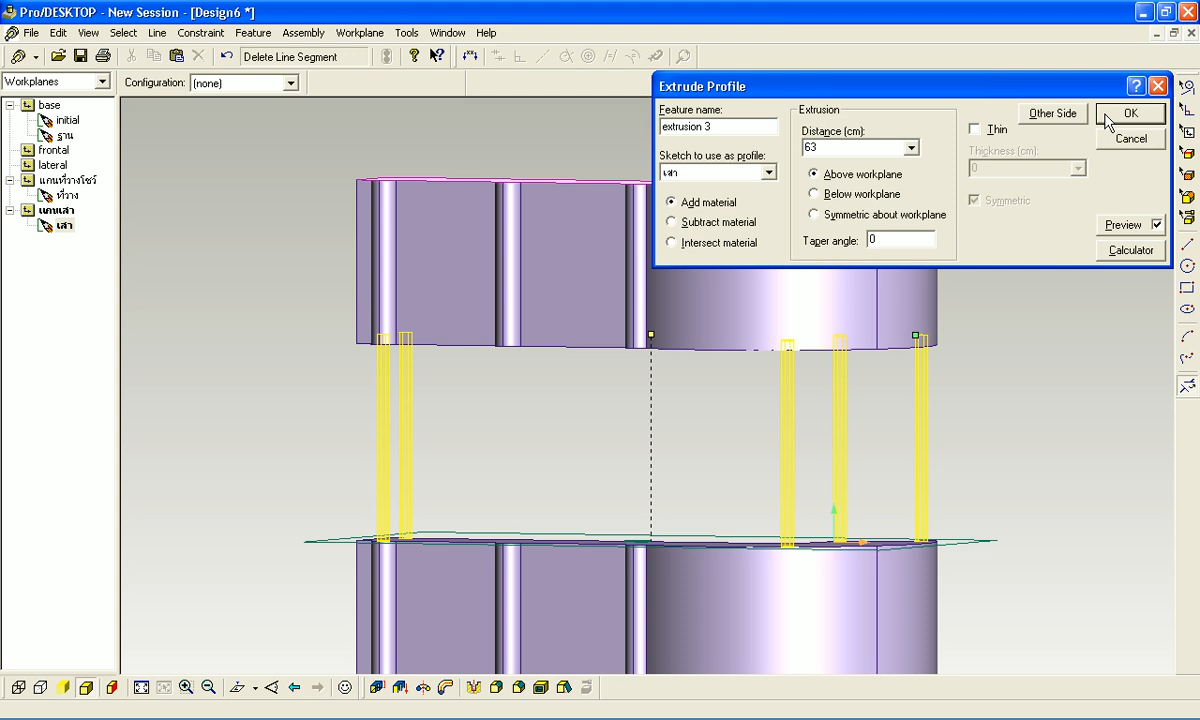 Pro/DESKTOP - New Session - [Design6 *]
File Edit View Select Line Constraint Feature Assembly Workplane Tools Window Help
Delete Line Segment
Workplanes
Configuration: (none)
base
initial
ฐาน
frontal
lateral
แกนที่วางโชว์
ที่วาง
แกนเสา
เสา
Extrude Profile
Feature name:
extrusion 3
Sketch to use as profile:
เสา
Add material
Subtract material
Intersect material
Extrusion
Distance (cm):
63
Above workplane
Below workplane
Symmetric about workplane
Taper angle: 0
Other Side
Thin
Thickness (cm):
0
Symmetric
OK
Cancel
Preview
Calculator